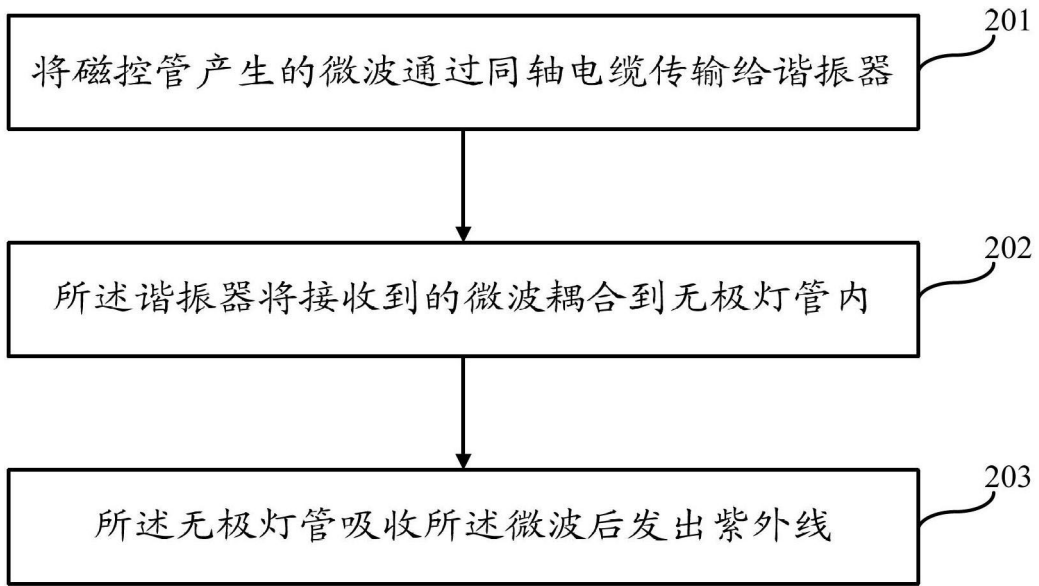 201
将磁控管产生的微波通过同轴电缆传输给谐振器
202
所述谐振器将接收到的微波耦合到无极灯管内
203
所述无极灯管吸收所述微波后发出紫外线